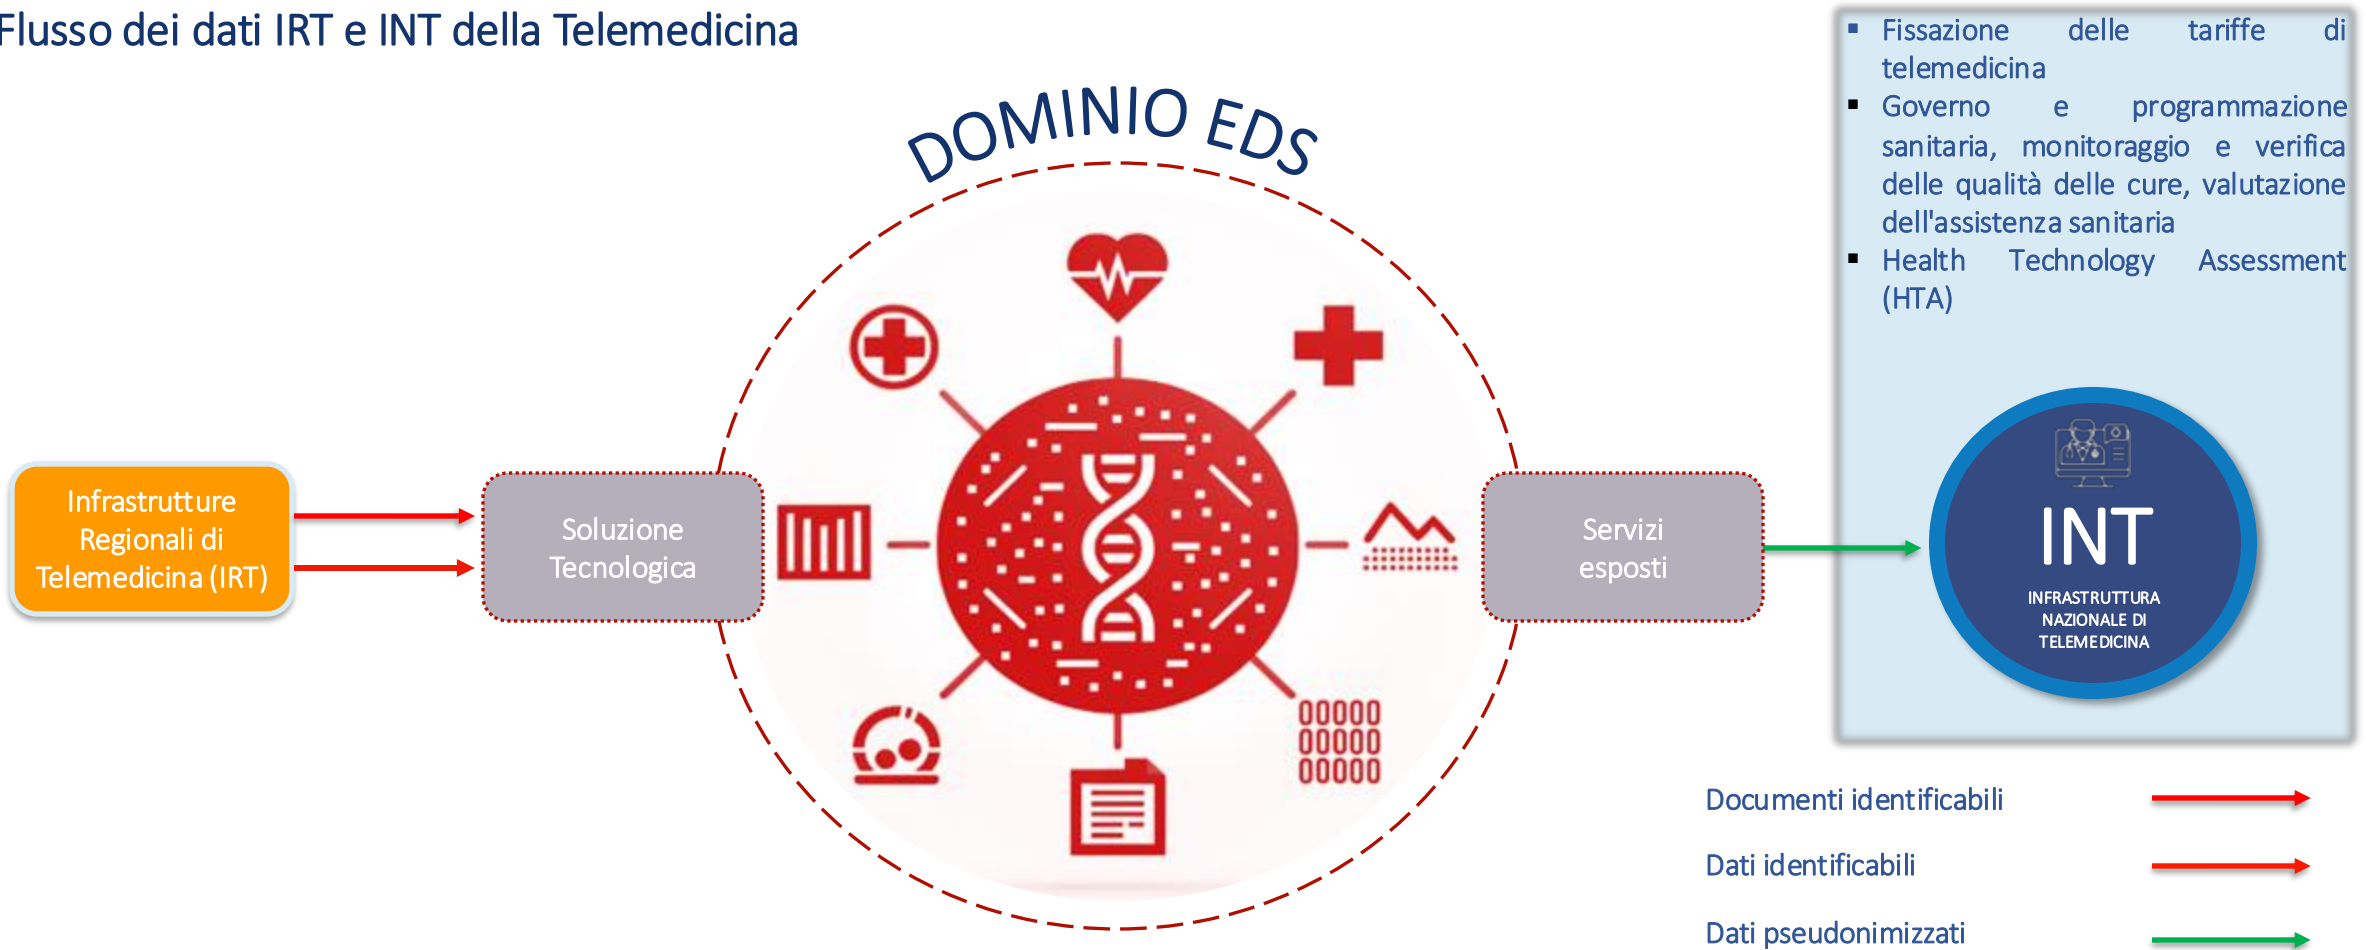 Flusso dei dati IRT e INT della Telemedicina
DOMINIO EDS
▪ Fissazione delle tariffe di
telemedicina
▪ Governo e programmazione
sanitaria, monitoraggio e verifica
delle qualità delle cure, valutazione
dell'assistenza sanitaria
▪ Health Technology Assessment
(HTA)
Infrastrutture
Regionali di
Telemedicina (IRT)
Soluzione
Tecnologica
Servizi
esposti
INT
INFRASTRUTTURA
NAZIONALE DI
TELEMEDICINA
00000
00000
00000
Documenti identificabili
Dati identificabili
Dati pseudonimizzati